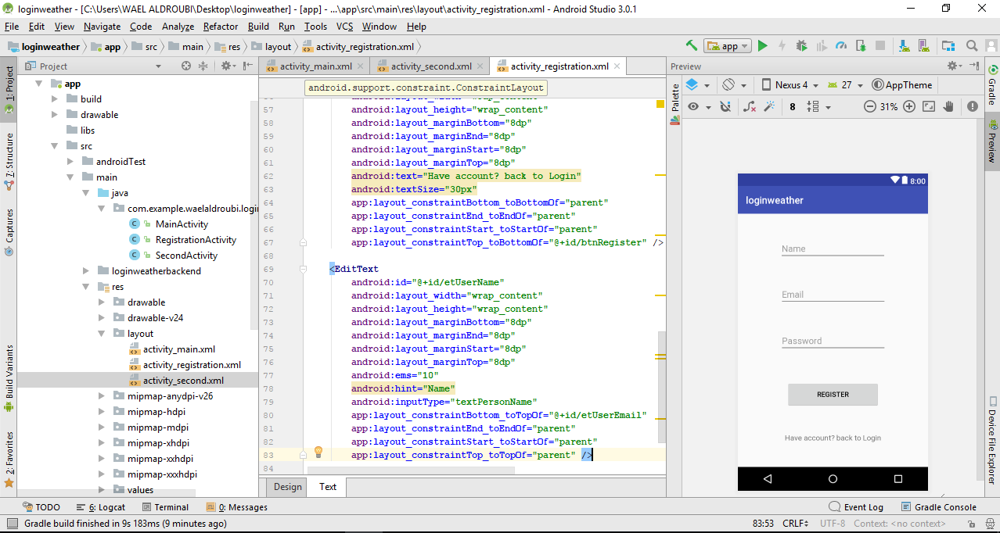 loginweather - [C:\Users\WAEL ALDROUBI\Desktop\loginweather] - [app] - ...\app\src\main\res\layout\activity_registration.xml - Android Studio 3.0.1
File Edit View Navigate Code Analyze Refactor Build Run Tools VCS Window Help
loginweather app src main res layout activity_registration.xml app
Project
activity_main.xml activity_second.xml activity_registration.xml
Preview
1: Project
7: Structure
Captures
Build Variants
2: Favorites
app
build
drawable
libs
src
androidTest
main
java
com.example.waelaldroubi.login
MainActivity
RegistrationActivity
SecondActivity
loginweatherbackend
res
drawable
drawable-v24
layout
activity_main.xml
activity_registration.xml
activity_second.xml
mipmap-anydpi-v26
mipmap-hdpi
mipmap-mdpi
mipmap-xhdpi
mipmap-xxhdpi
mipmap-xxxhdpi
values
android.support.constraint.ConstraintLayout
56 android:layout_width="wrap_content"
57 android:layout_height="wrap_content"
58 android:layout_marginBottom="8dp"
59 android:layout_marginEnd="8dp"
60 android:layout_marginStart="8dp"
61 android:layout_marginTop="8dp"
62 android:text="Have account? back to Login"
63 android:textSize="30px"
64 app:layout_constraintBottom_toBottomOf="parent"
65 app:layout_constraintEnd_toEndOf="parent"
66 app:layout_constraintStart_toStartOf="parent"
67 app:layout_constraintTop_toBottomOf="@+id/btnRegister" />
68
69 <EditText
70 android:id="@+id/etUserName"
71 android:layout_width="wrap_content"
72 android:layout_height="wrap_content"
73 android:layout_marginBottom="8dp"
74 android:layout_marginEnd="8dp"
75 android:layout_marginStart="8dp"
76 android:layout_marginTop="8dp"
77 android:ems="10"
78 android:hint="Name"
79 android:inputType="textPersonName"
80 app:layout_constraintBottom_toTopOf="@+id/etUserEmail"
81 app:layout_constraintEnd_toEndOf="parent"
82 app:layout_constraintStart_toStartOf="parent"
83 app:layout_constraintTop_toTopOf="parent" />
84
Design Text
Palette
Nexus 4 27 AppTheme
8 31%
8:00
loginweather
Name
Email
Password
REGISTER
Have account? back to Login
Gradle
Preview
Device File Explorer
TODO 6: Logcat Terminal 0: Messages Event Log Gradle Console
Gradle build finished in 9s 183ms (9 minutes ago) 83:53 CRLF UTF-8 Context: <no context>